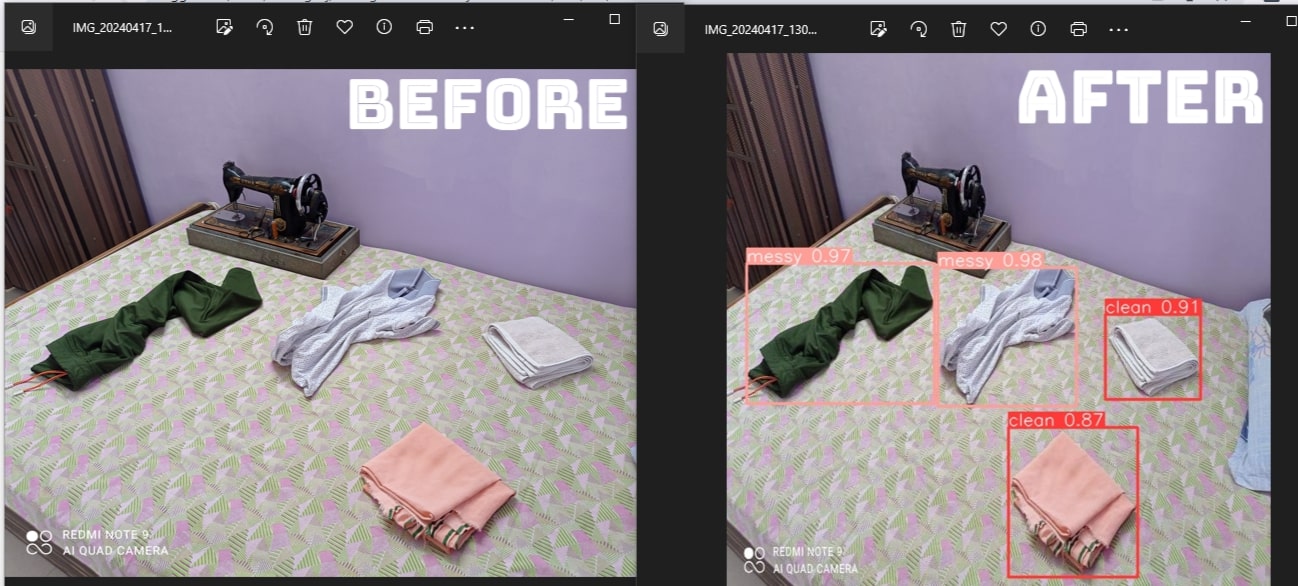 IMG_20240417_1...
BEFORE
REDMI NOTE 9
AI QUAD CAMERA
IMG_20240417_130...
AFTER
messy 0.97
messy 0.98
clean 0.91
clean 0.87
REDMI NOTE 9
AI QUAD CAMERA